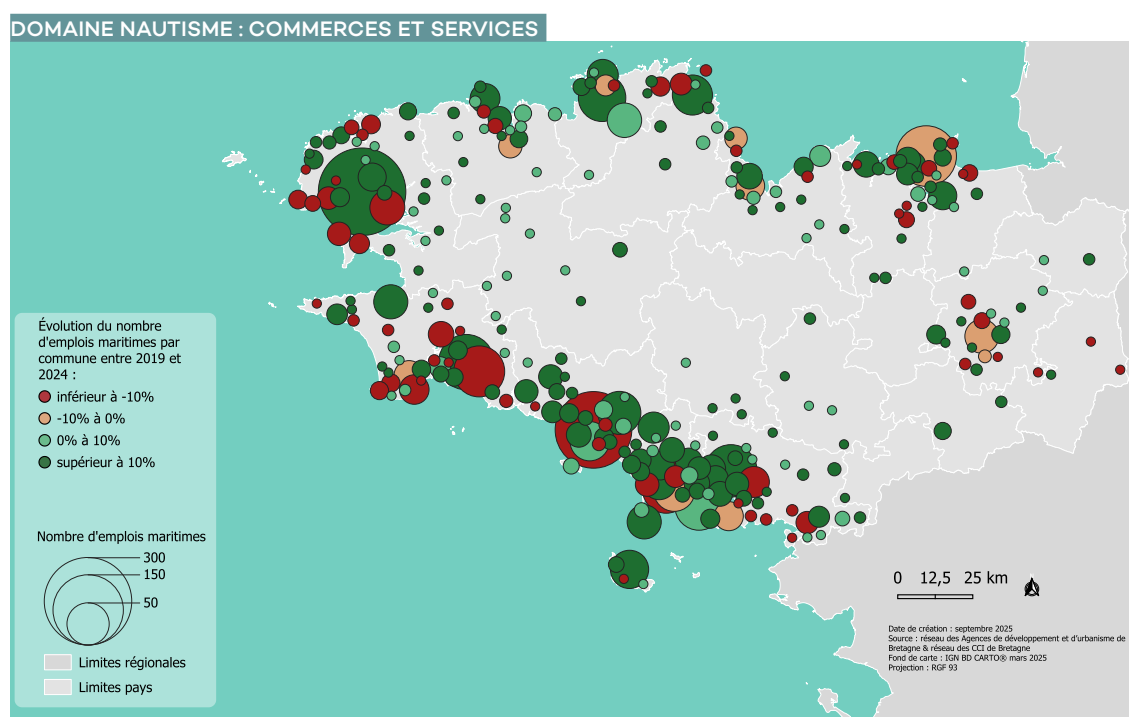 DOMAINE NAUTISME : COMMERCES ET SERVICES
Évolution du nombre
d'emplois maritimes par
commune entre 2019 et
2024 :
inférieur à -10%
-10% à 0%
0% à 10%
supérieur à 10%
Nombre d'emplois maritimes
300
150
50
Limites régionales
Limites pays
0 12,5 25 km
Date de création : septembre 2025
Source : réseau des Agences de développement et d'urbanisme de
Bretagne & réseau des CCI de Bretagne
Fond de carte : IGN BD CARTO® mars 2025
Projection : RGF 93